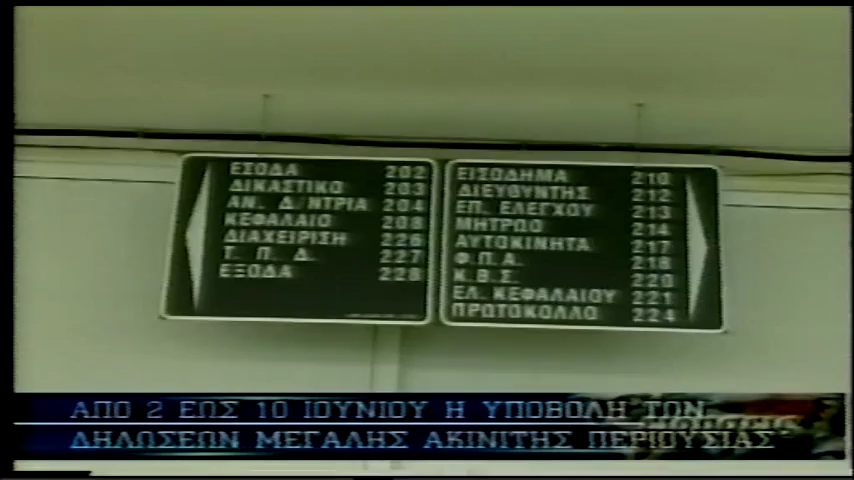 ΕΣΟΔΑ 202
ΔΙΚΑΣΤΙΚΟ 203
ΑΝ. Δ/ΝΤΡΙΑ 204
ΚΕΦΑΛΑΙΟ 208
ΔΙΑΧΕΙΡΙΣΗ 226
Τ. Π. Δ. 227
ΕΞΟΔΑ 228
ΕΙΣΟΔΗΜΑ 210
ΔΙΕΥΘΥΝΤΗΣ 212
ΕΠ. ΕΛΕΓΧΟΥ 213
ΜΗΤΡΩΟ 214
ΑΥΤΟΚΙΝΗΤΑ 217
Φ.Π.Α. 218
Κ.Β.Σ. 220
ΕΛ. ΚΕΦΑΛΑΙΟΥ 221
ΠΡΩΤΟΚΟΛΛΟ 224
ΑΠΟ 2 ΕΩΣ 10 ΙΟΥΝΙΟΥ Η ΥΠΟΒΟΛΗ ΤΩΝ
ΔΗΛΩΣΕΩΝ ΜΕΓΑΛΗΣ ΑΚΙΝΙΤΗΣ ΠΕΡΙΟΥΣΙΑΣ